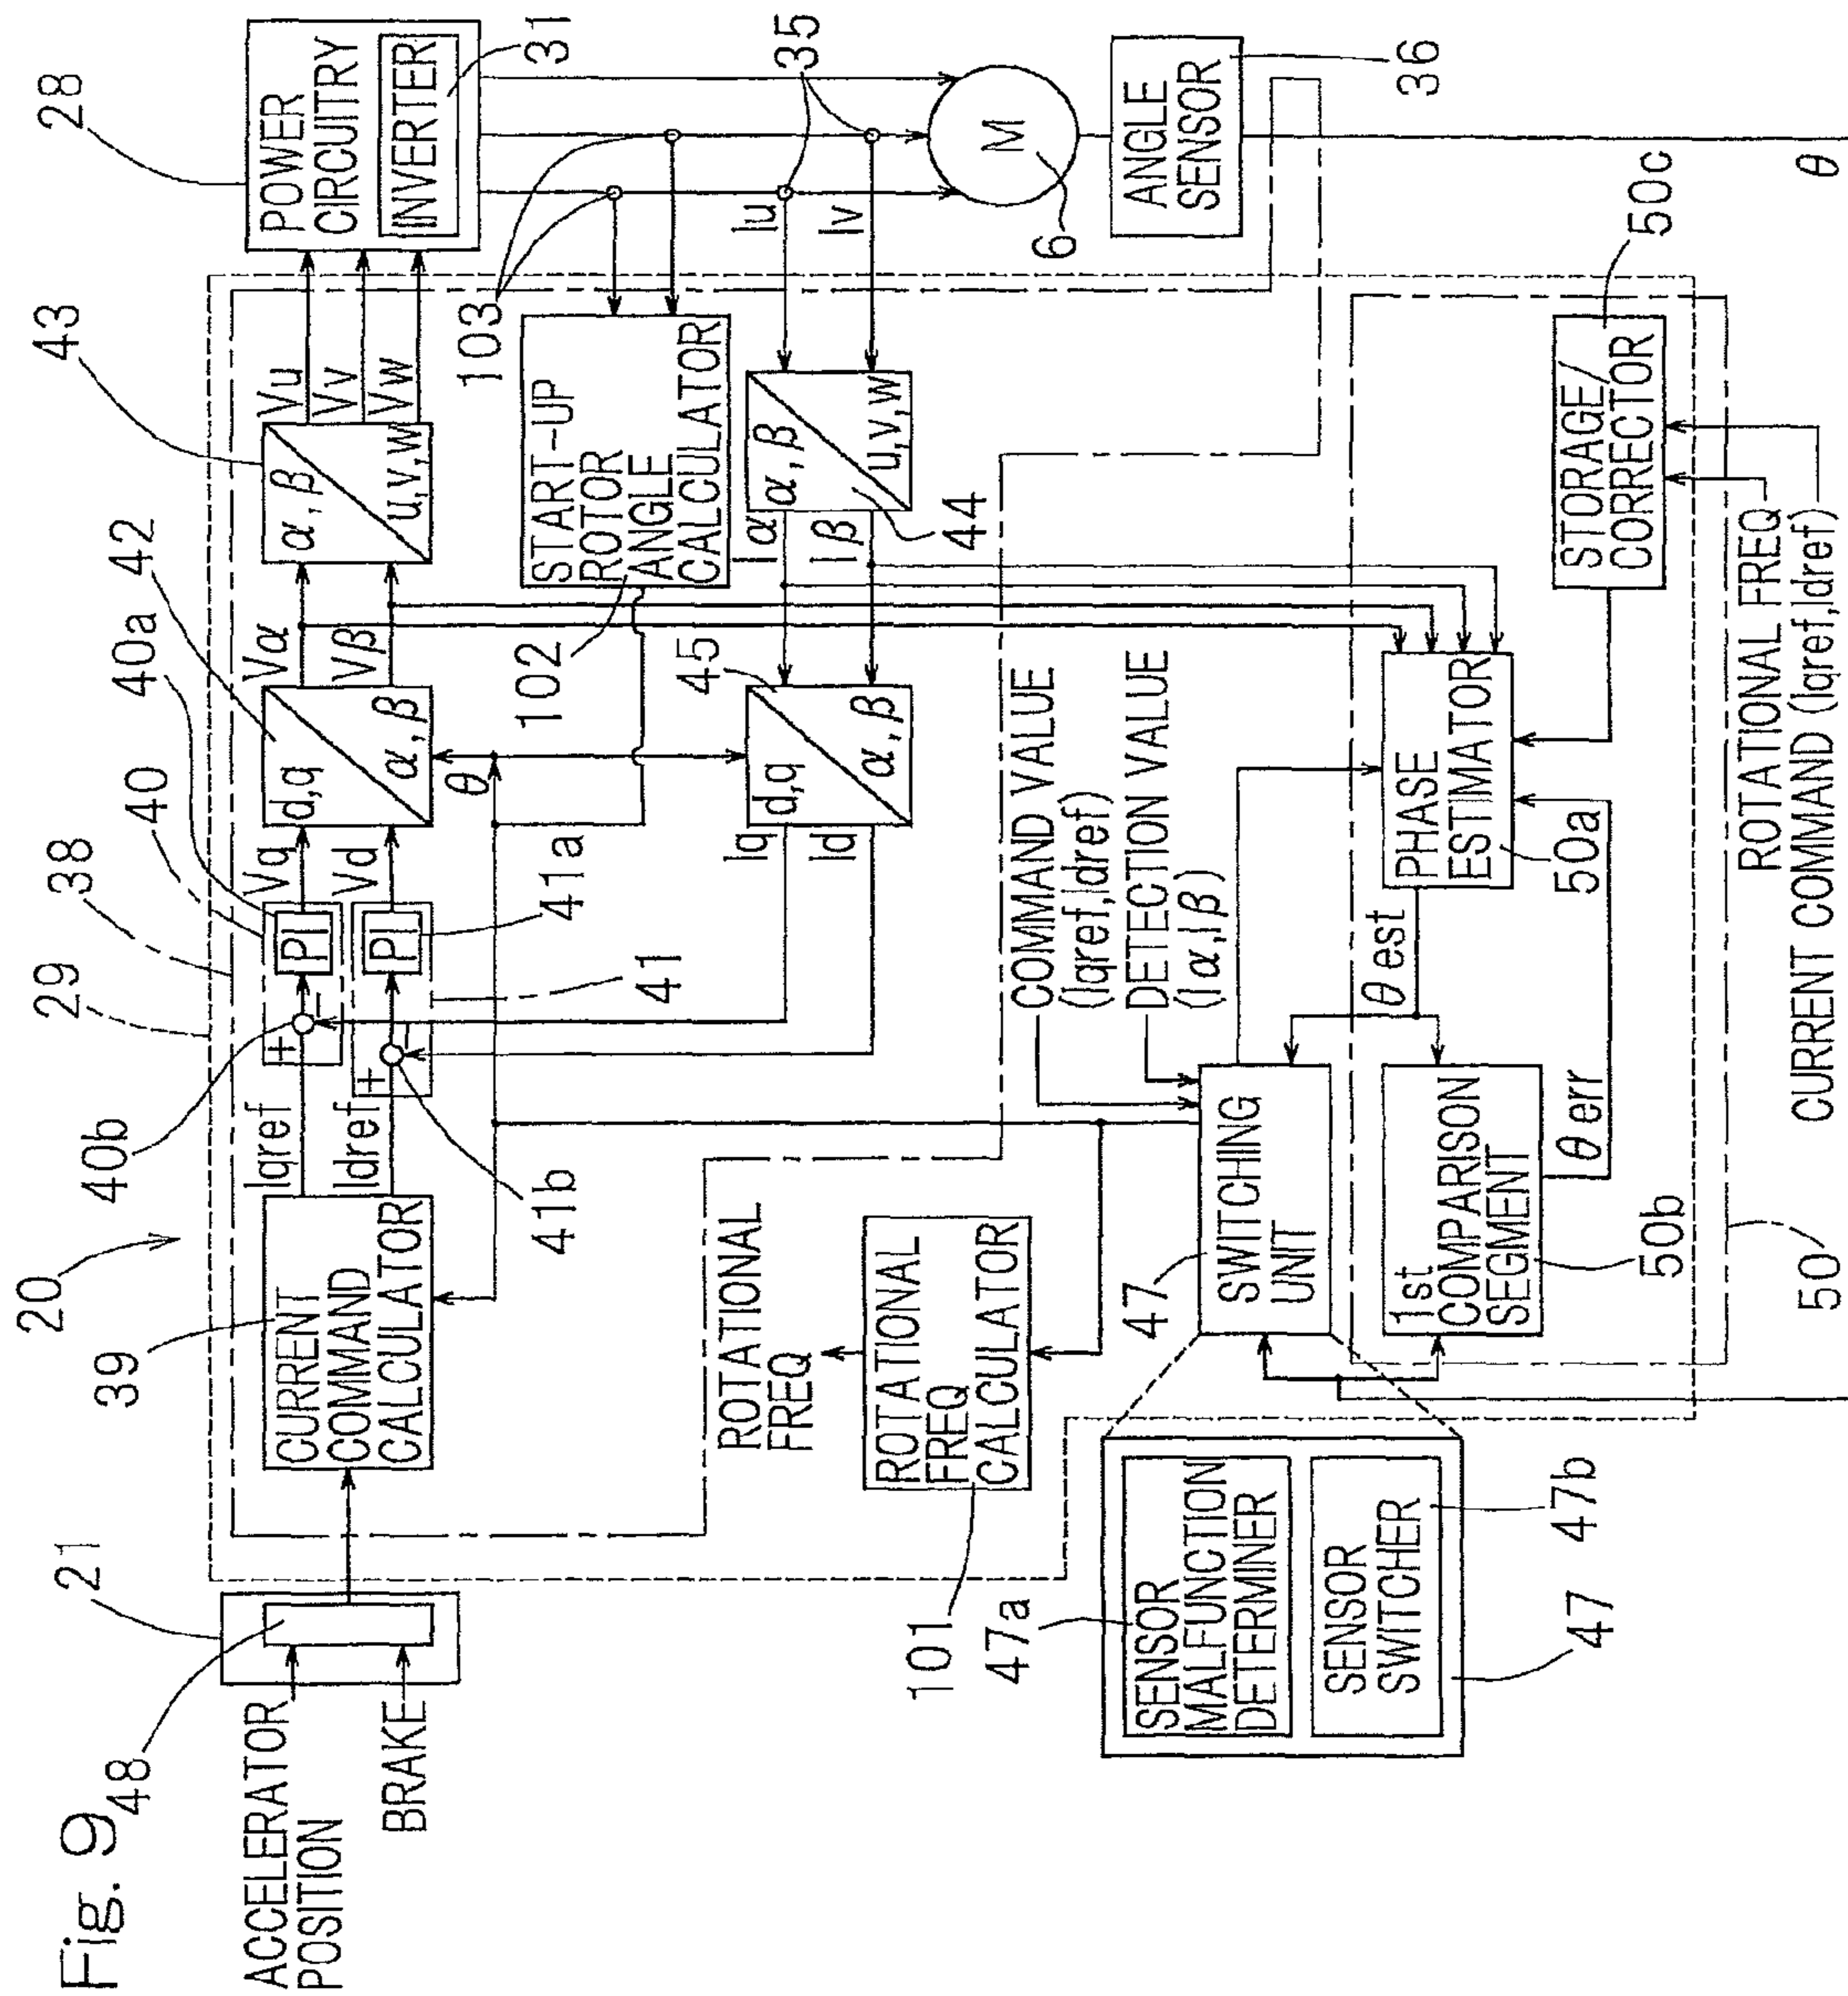 Fig. 9
20
21
48
ACCELERATOR
POSITION
BRAKE
39
CURRENT
COMMAND
CALCULATOR
Iqref
Idref
40b
41b
29
38
40
40a
+
−
PI
+
−
PI
41a
41
Vq
Vd
42
d,q
α,β
Vα
Vβ
43
α,β
u,v,w
Vu
Vv
Vw
28
POWER
CIRCUITRY
INVERTER
31
103
START-UP
ROTOR
ANGLE
CALCULATOR
102
θ
35
Iu
Iv
α,β
u,v,w
44
Iα
Iβ
45
d,q
α,β
Iq
Id
M
6
ANGLE
SENSOR
36
θ
ROTATIONAL
FREQ
ROTATIONAL
FREQ
CALCULATOR
101
COMMAND VALUE
(Iqref,Idref)
DETECTION VALUE
(Iα,Iβ)
47
SWITCHING
UNIT
47a
SENSOR
MALFUNCTION
DETERMINER
SENSOR
SWITCHER
47b
47
θest
PHASE
ESTIMATOR
50a
1st
COMPARISON
SEGMENT
50b
θerr
STORAGE/
CORRECTOR
50c
50
ROTATIONAL FREQ
CURRENT COMMAND (Iqref,Idref)